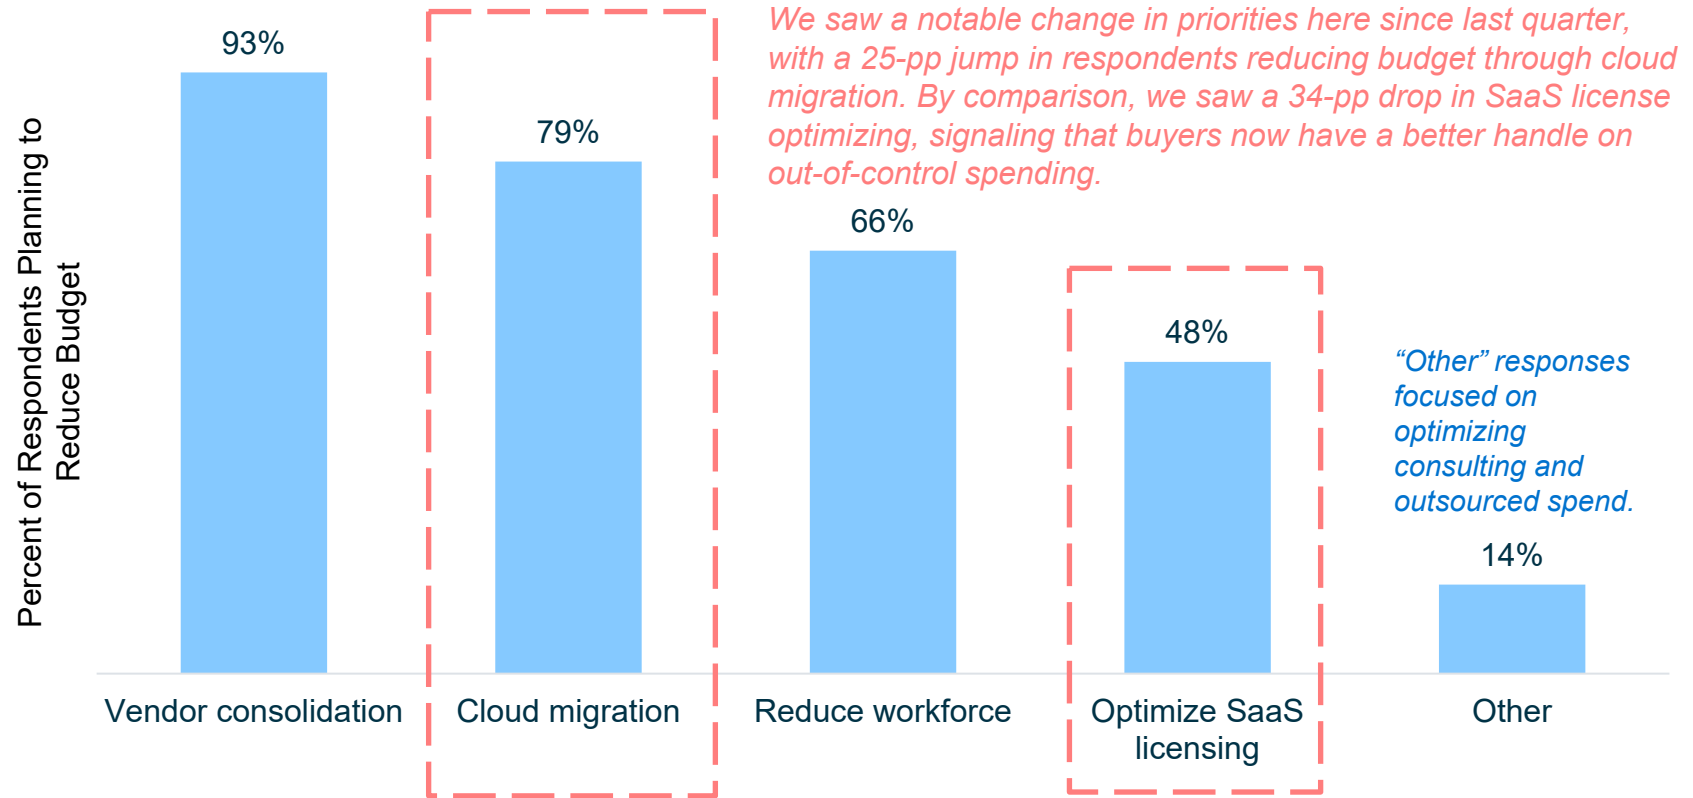 We saw a notable change in priorities here since last quarter,
with a 25-pp jump in respondents reducing budget through cloud
migration. By comparison, we saw a 34-pp drop in SaaS license
optimizing, signaling that buyers now have a better handle on
out-of-control spending.
Percent of Respondents Planning to
Reduce Budget
93%
79%
66%
48%
14%
“Other” responses
focused on
optimizing
consulting and
outsourced spend.
Vendor consolidation
Cloud migration
Reduce workforce
Optimize SaaS
licensing
Other